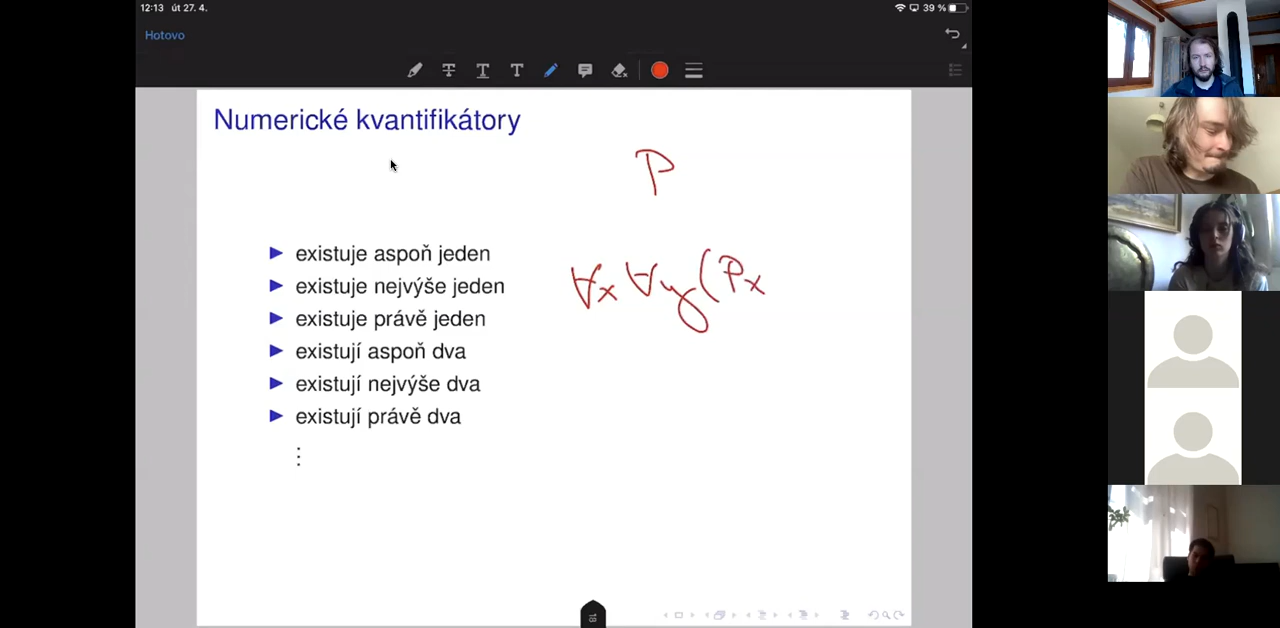 12:13 út 27. 4.
39 %
Hotovo
Numerické kvantifikátory
P
existuje aspoň jeden
existuje nejvýše jeden
∀x ∀y(Px
existuje právě jeden
existují aspoň dva
existují nejvýše dva
existují právě dva
⋮
18